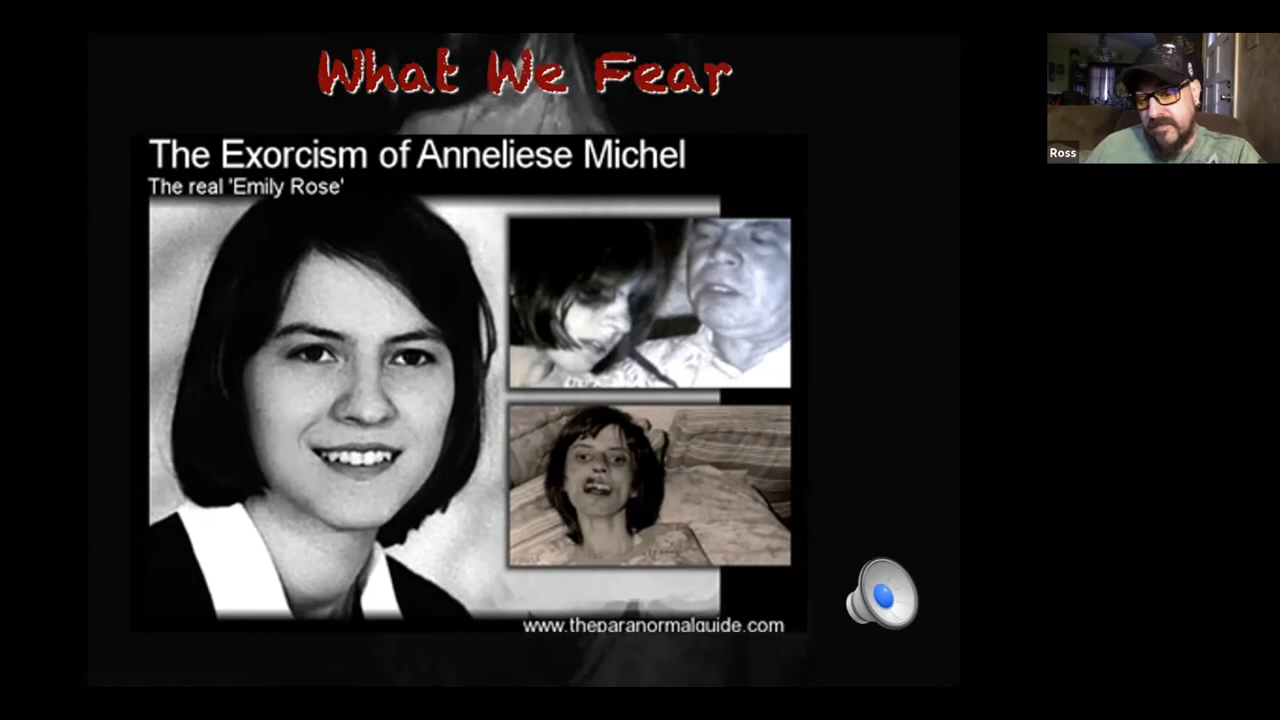 What We Fear
The Exorcism of Anneliese Michel
The real 'Emily Rose'
www.theparanormalguide.com
Ross